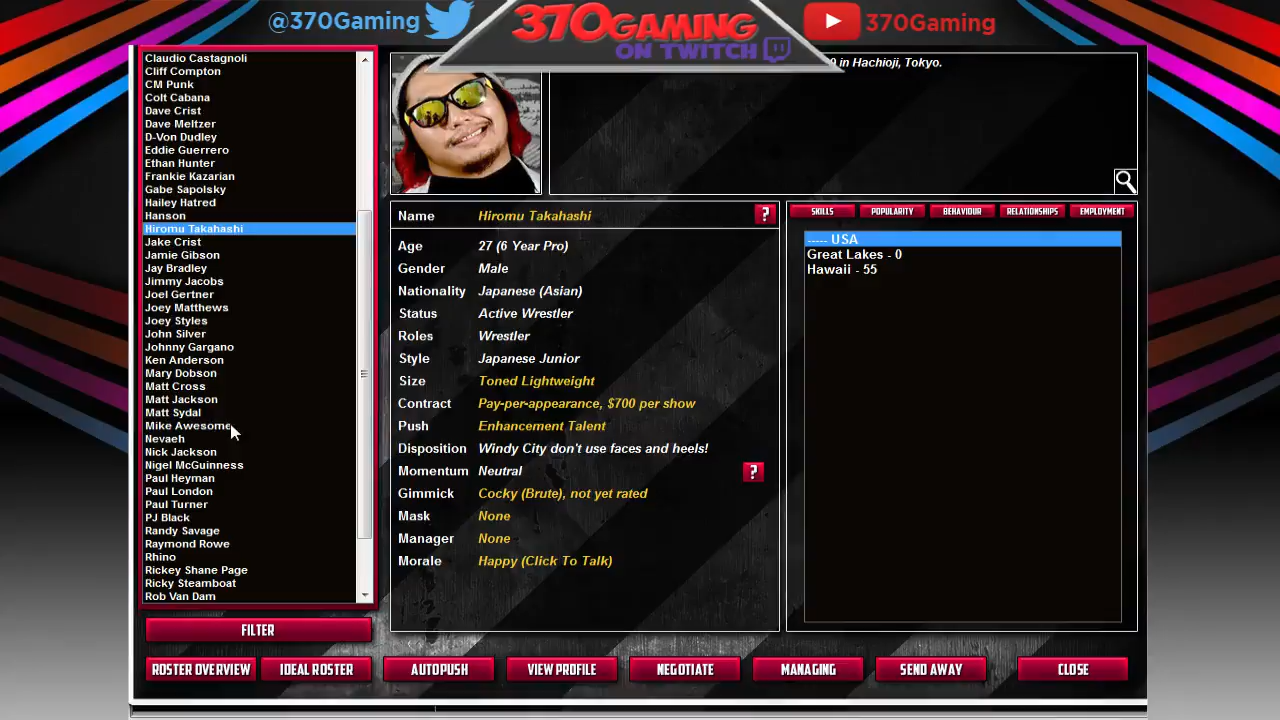 @370Gaming
370GAMING
ON TWITCH
370Gaming
Claudio Castagnoli
Cliff Compton
CM Punk
Colt Cabana
Dave Crist
Dave Meltzer
D-Von Dudley
Eddie Guerrero
Ethan Hunter
Frankie Kazarian
Gabe Sapolsky
Hailey Hatred
Hanson
Hiromu Takahashi
Jake Crist
Jamie Gibson
Jay Bradley
Jimmy Jacobs
Joel Gertner
Joey Matthews
Joey Styles
John Silver
Johnny Gargano
Ken Anderson
Mary Dobson
Matt Cross
Matt Jackson
Matt Sydal
Mike Awesome
Nevaeh
Nick Jackson
Nigel McGuinness
Paul Heyman
Paul London
Paul Turner
PJ Black
Randy Savage
Raymond Rowe
Rhino
Rickey Shane Page
Ricky Steamboat
Rob Van Dam
FILTER
in Hachioji, Tokyo.
Name Hiromu Takahashi ?
Age 27 (6 Year Pro)
Gender Male
Nationality Japanese (Asian)
Status Active Wrestler
Roles Wrestler
Style Japanese Junior
Size Toned Lightweight
Contract Pay-per-appearance, $700 per show
Push Enhancement Talent
Disposition Windy City don't use faces and heels!
Momentum Neutral ?
Gimmick Cocky (Brute), not yet rated
Mask None
Manager None
Morale Happy (Click To Talk)
SKILLS POPULARITY BEHAVIOUR RELATIONSHIPS EMPLOYMENT
----- USA
Great Lakes - 0
Hawaii - 55
ROSTER OVERVIEW IDEAL ROSTER AUTOPUSH VIEW PROFILE NEGOTIATE MANAGING SEND AWAY CLOSE